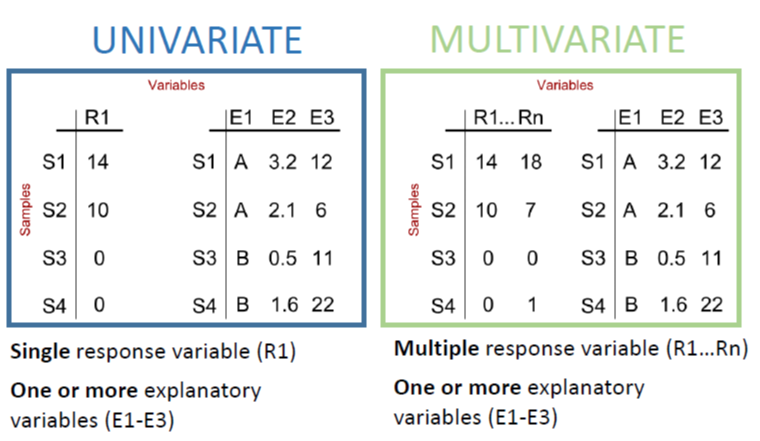 UNIVARIATE
Variables
R1 E1 E2 E3
Samples
S1 14 S1 A 3.2 12
S2 10 S2 A 2.1 6
S3 0 S3 B 0.5 11
S4 0 S4 B 1.6 22
Single response variable (R1)
One or more explanatory
variables (E1-E3)
MULTIVARIATE
Variables
R1... Rn E1 E2 E3
Samples
S1 14 18 S1 A 3.2 12
S2 10 7 S2 A 2.1 6
S3 0 0 S3 B 0.5 11
S4 0 1 S4 B 1.6 22
Multiple response variable (R1...Rn)
One or more explanatory
variables (E1-E3)